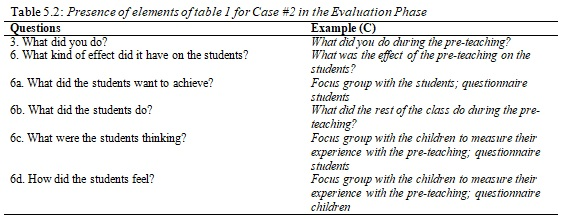 Table 5.2: Presence of elements of table 1 for Case #2 in the Evaluation Phase
Questions Example (C)
3. What did you do? What did you do during the pre-teaching?
6. What kind of effect did it have on the students? What was the effect of the pre-teaching on the
students?
6a. What did the students want to achieve? Focus group with the students; questionnaire
students
6b. What did the students do? What did the rest of the class do during the pre-
teaching?
6c. What were the students thinking? Focus group with the children to measure their
experience with the pre-teaching; questionnaire
students
6d. How did the students feel? Focus group with the children to measure their
experience with the pre-teaching; questionnaire
children